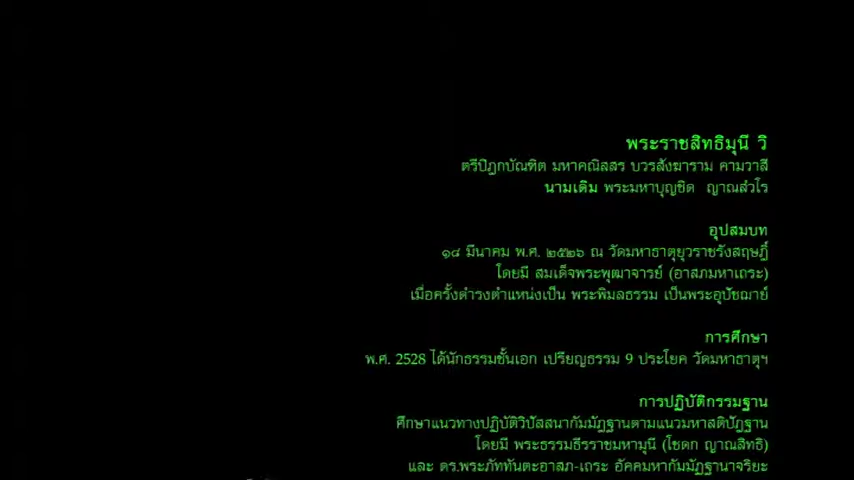 พระราชสิทธิมุนี วิ
ตรีปิฎกบัณฑิต มหาคณิสสร บวรสังฆาราม คามวาสี
นามเดิม พระมหาบุญชิต ญาณสํวโร
อุปสมบท
๑๘ มีนาคม พ.ศ. ๒๕๒๖ ณ วัดมหาธาตุยุวราชรังสฤษฎิ์
โดยมี สมเด็จพระพุฒาจารย์ (อาสภมหาเถระ)
เมื่อครั้งดำรงตำแหน่งเป็น พระพิมลธรรม เป็นพระอุปัชฌาย์
การศึกษา
พ.ศ. 2528 ได้นักธรรมชั้นเอก เปรียญธรรม 9 ประโยค วัดมหาธาตุฯ
การปฏิบัติกรรมฐาน
ศึกษาแนวทางปฏิบัติวิปัสสนากัมมัฏฐานตามแนวมหาสติปัฏฐาน
โดยมี พระธรรมธีรราชมหามุนี (โชดก ญาณสิทธิ)
และ ดร.พระภัททันตะอาสภ-เถระ อัคคมหากัมมัฏฐานาจริยะ